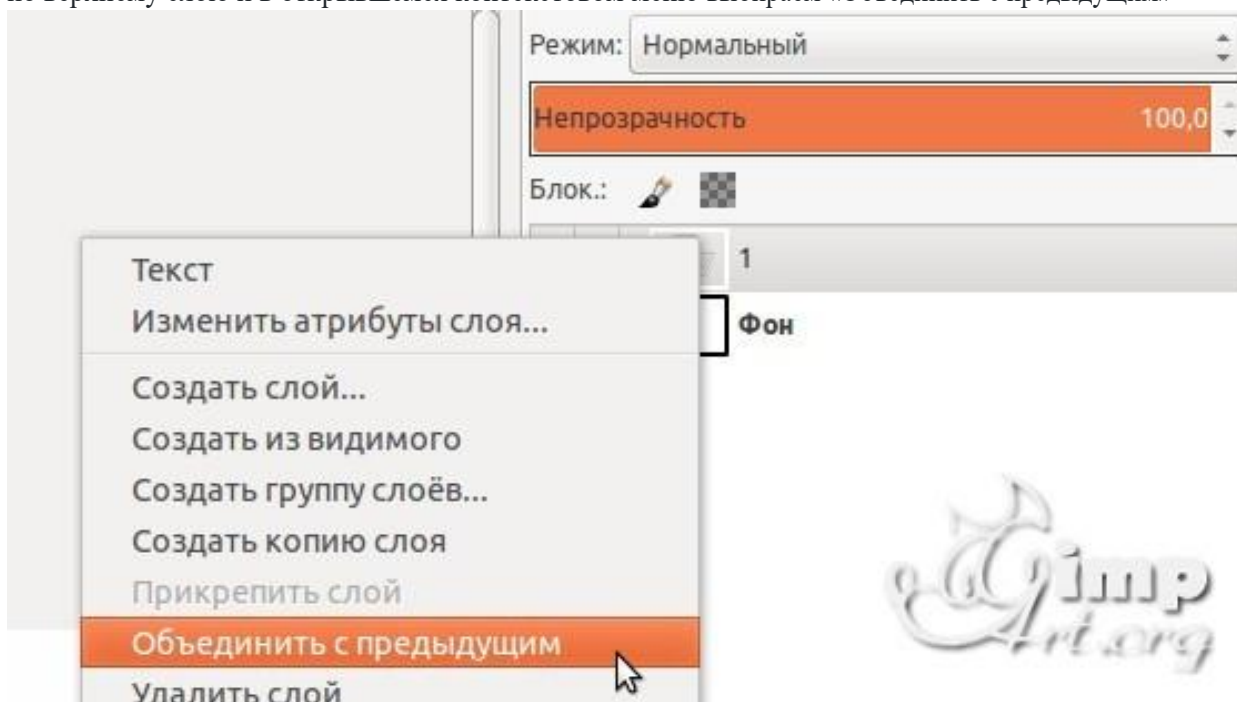 Режим: Нормальный
Непрозрачность 100,0
Блок.:
1
Фон
Текст
Изменить атрибуты слоя...
Создать слой...
Создать из видимого
Создать группу слоёв...
Создать копию слоя
Прикрепить слой
Объединить с предыдущим
Удалить слой
Gimp
Art.org